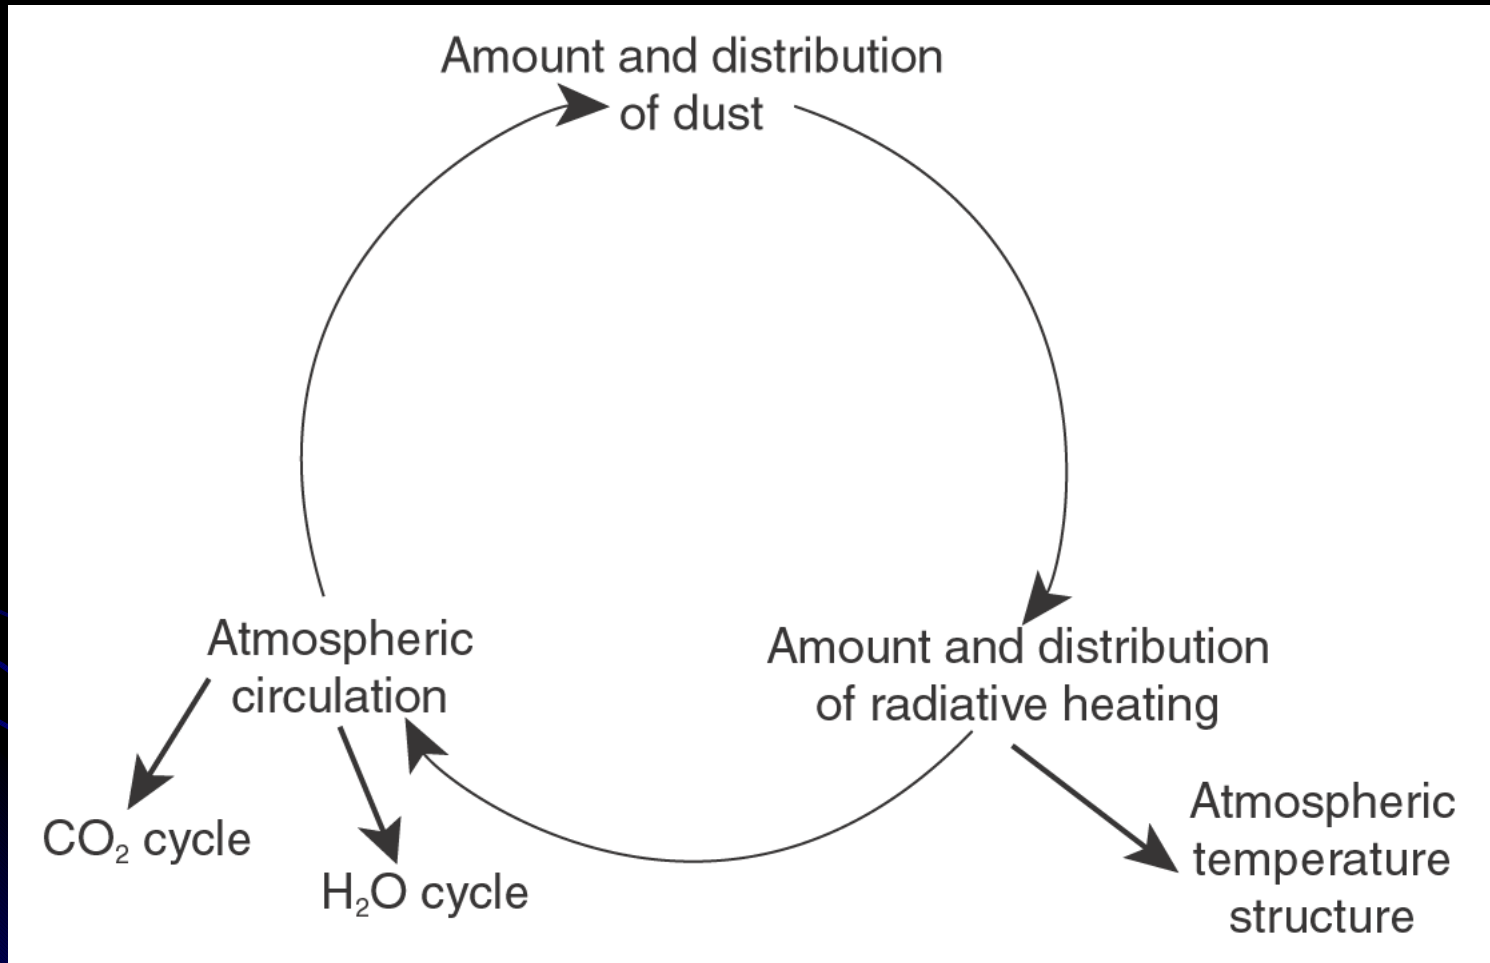 Amount and distribution
of dust
Atmospheric
circulation
Amount and distribution
of radiative heating
CO₂ cycle
H₂O cycle
Atmospheric
temperature
structure